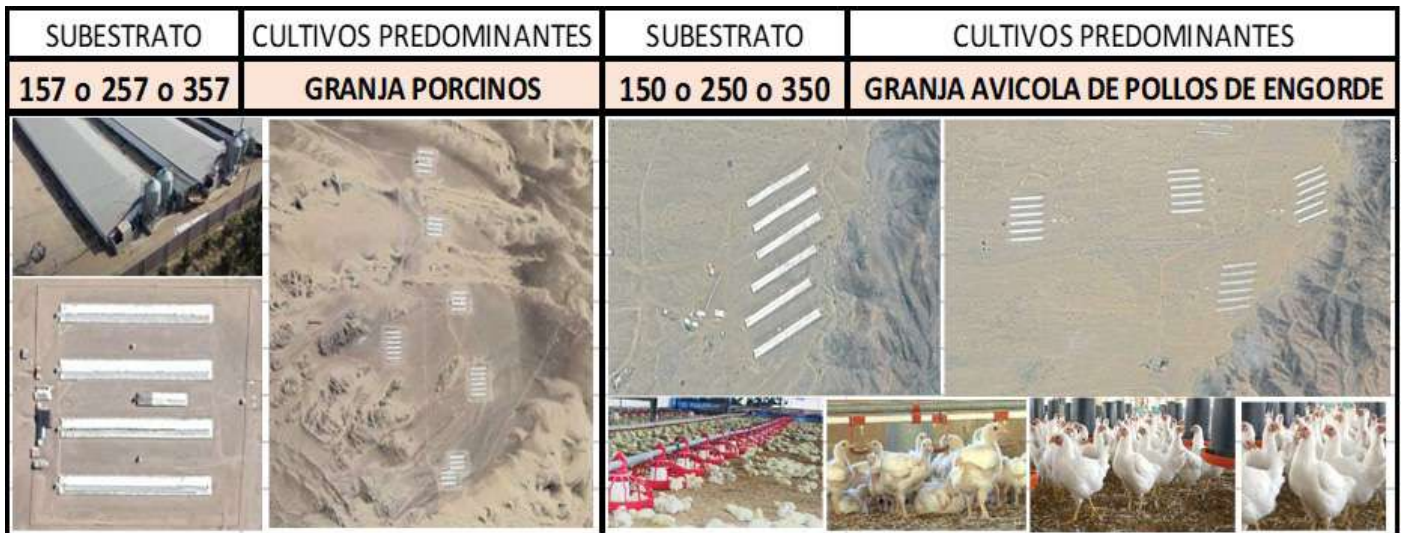 SUBESTRATO
CULTIVOS PREDOMINANTES
SUBESTRATO
CULTIVOS PREDOMINANTES
157 o 257 o 357
GRANJA PORCINOS
150 o 250 o 350
GRANJA AVICOLA DE POLLOS DE ENGORDE